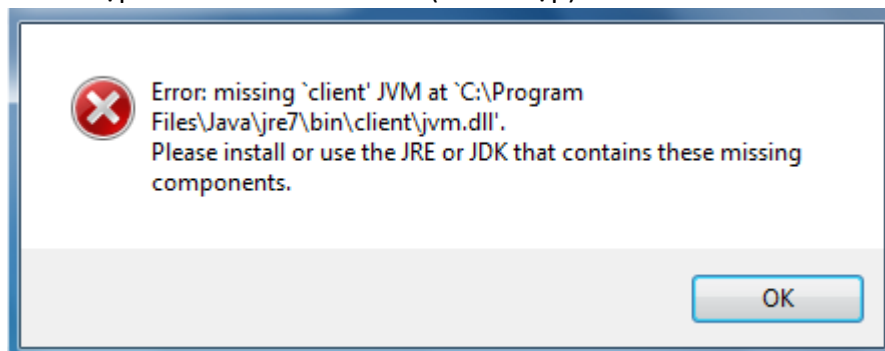 Error: missing `client' JVM at `C:\Program
Files\Java\jre7\bin\client\jvm.dll'.
Please install or use the JRE or JDK that contains these missing
components.
OK